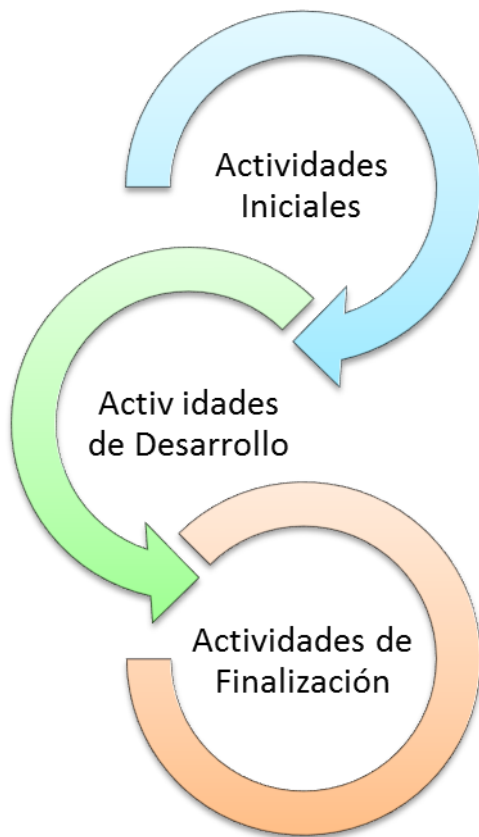 Actividades
Iniciales
Activ idades
de Desarrollo
Actividades de
Finalización